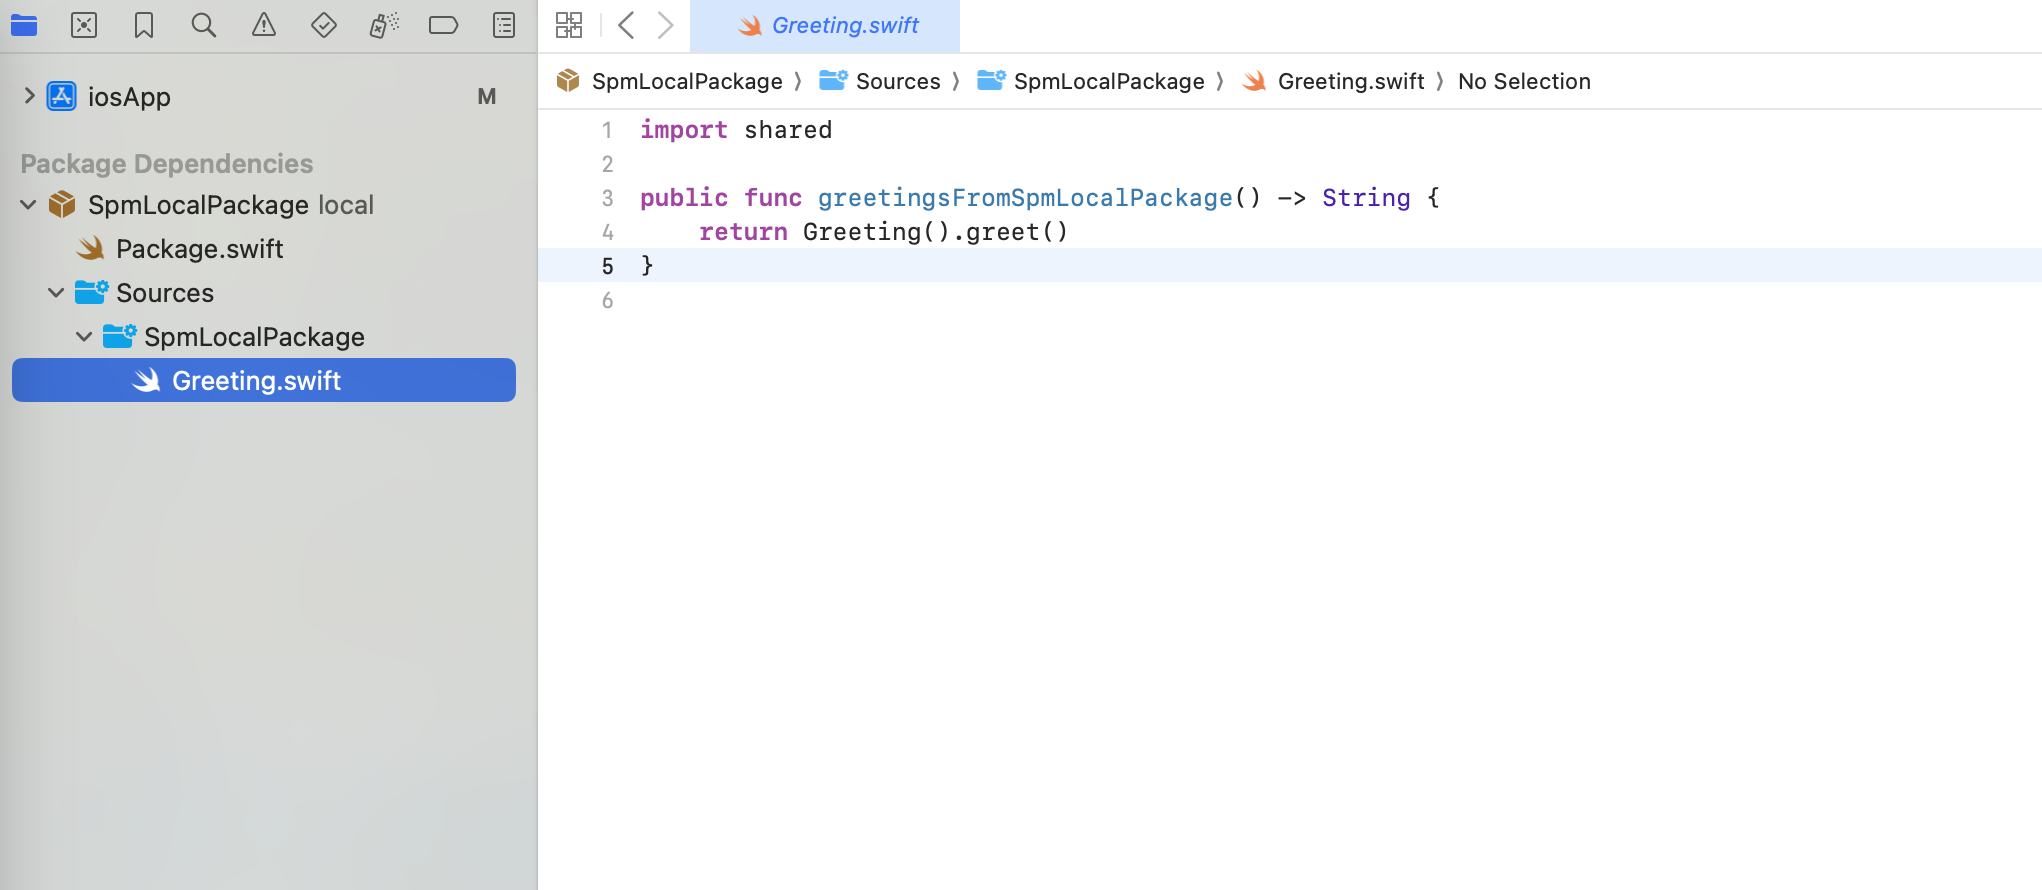 iosApp M
Package Dependencies
SpmLocalPackage local
Package.swift
Sources
SpmLocalPackage
Greeting.swift
Greeting.swift
SpmLocalPackage 〉 Sources 〉 SpmLocalPackage 〉 Greeting.swift 〉 No Selection
1 import shared
2
3 public func greetingsFromSpmLocalPackage() -> String {
4     return Greeting().greet()
5 }
6